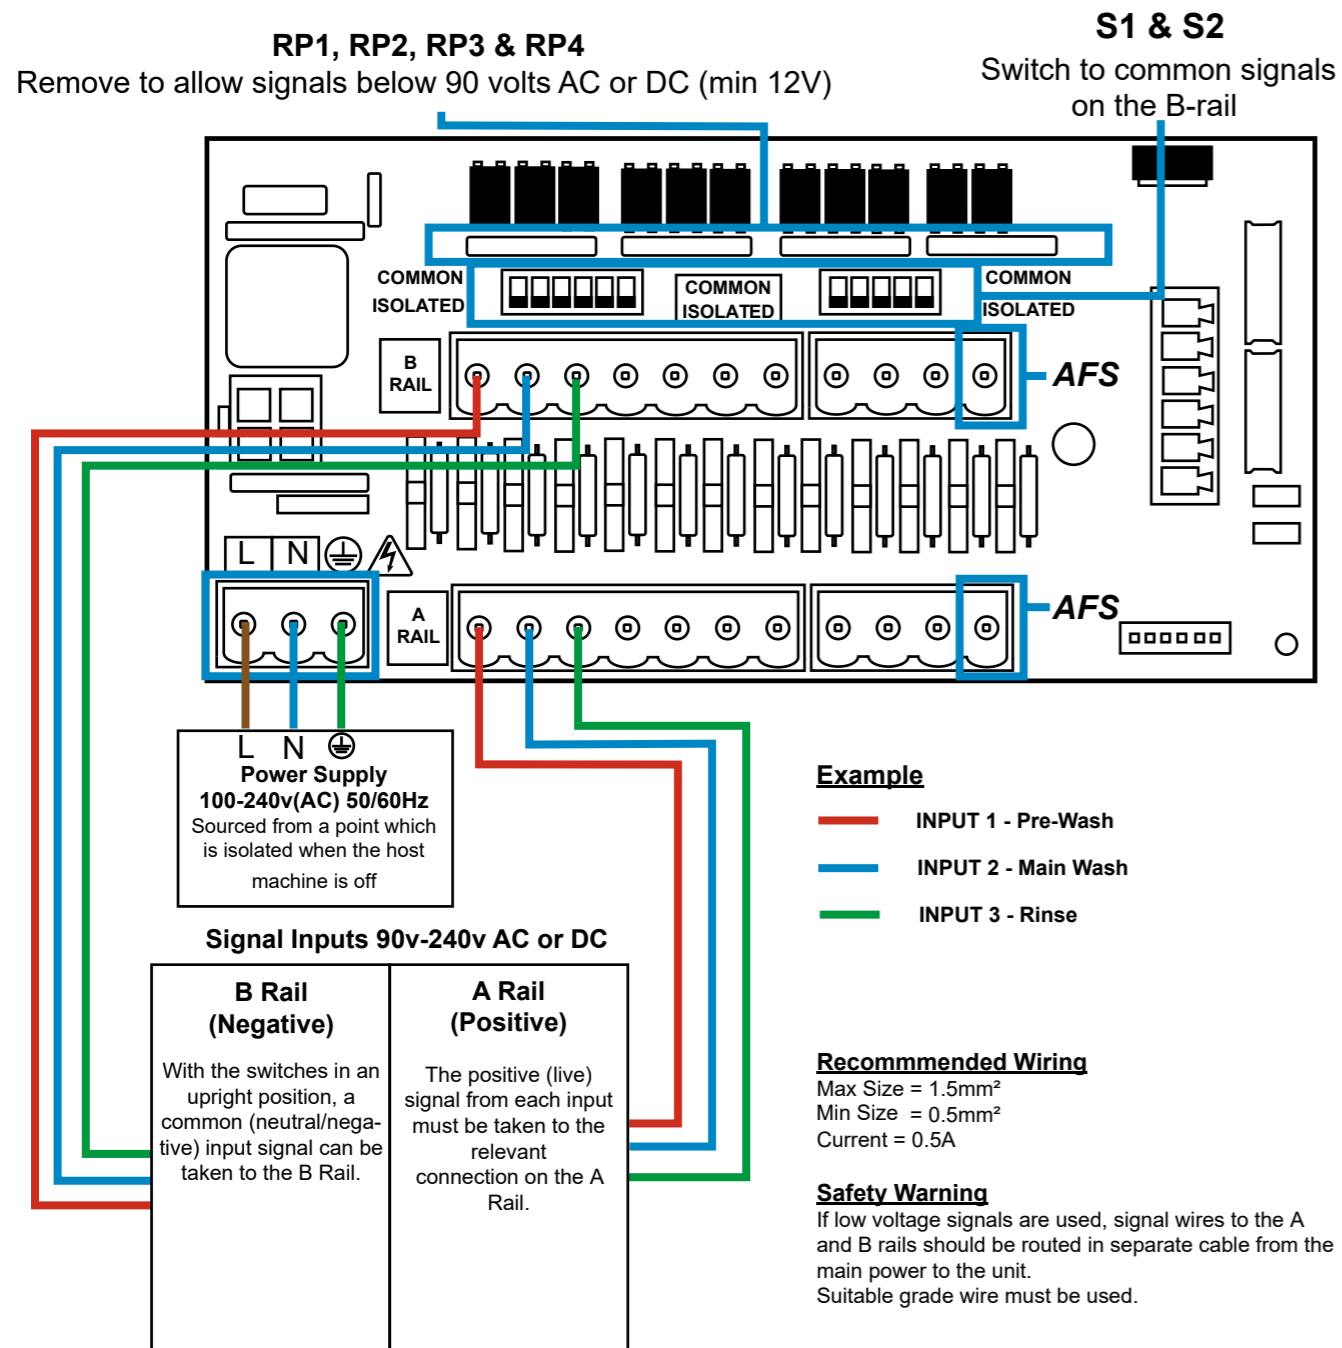 RP1, RP2, RP3 & RP4
Remove to allow signals below 90 volts AC or DC (min 12V)
S1 & S2
Switch to common signals
on the B-rail
COMMON
ISOLATED
COMMON
ISOLATED
COMMON
ISOLATED
B
RAIL
AFS
L N
A
RAIL
AFS
L N
Power Supply
100-240v(AC) 50/60Hz
Sourced from a point which
is isolated when the host
machine is off
Example
INPUT 1 - Pre-Wash
INPUT 2 - Main Wash
INPUT 3 - Rinse
Signal Inputs 90v-240v AC or DC
B Rail
(Negative)
With the switches in an
upright position, a
common (neutral/nega-
tive) input signal can be
taken to the B Rail.
A Rail
(Positive)
The positive (live)
signal from each input
must be taken to the
relevant
connection on the A
Rail.
Recommmended Wiring
Max Size = 1.5mm²
Min Size = 0.5mm²
Current = 0.5A
Safety Warning
If low voltage signals are used, signal wires to the A
and B rails should be routed in separate cable from the
main power to the unit.
Suitable grade wire must be used.